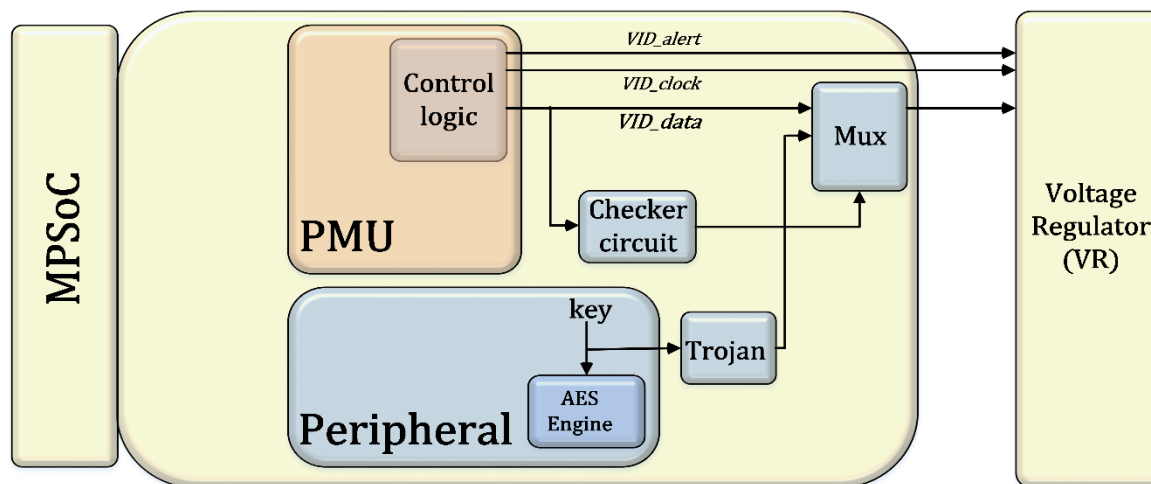 MPSoC
Control
logic
PMU
VID_alert
VID_clock
VID_data
Mux
Checker
circuit
key
Trojan
AES
Engine
Peripheral
Voltage
Regulator
(VR)